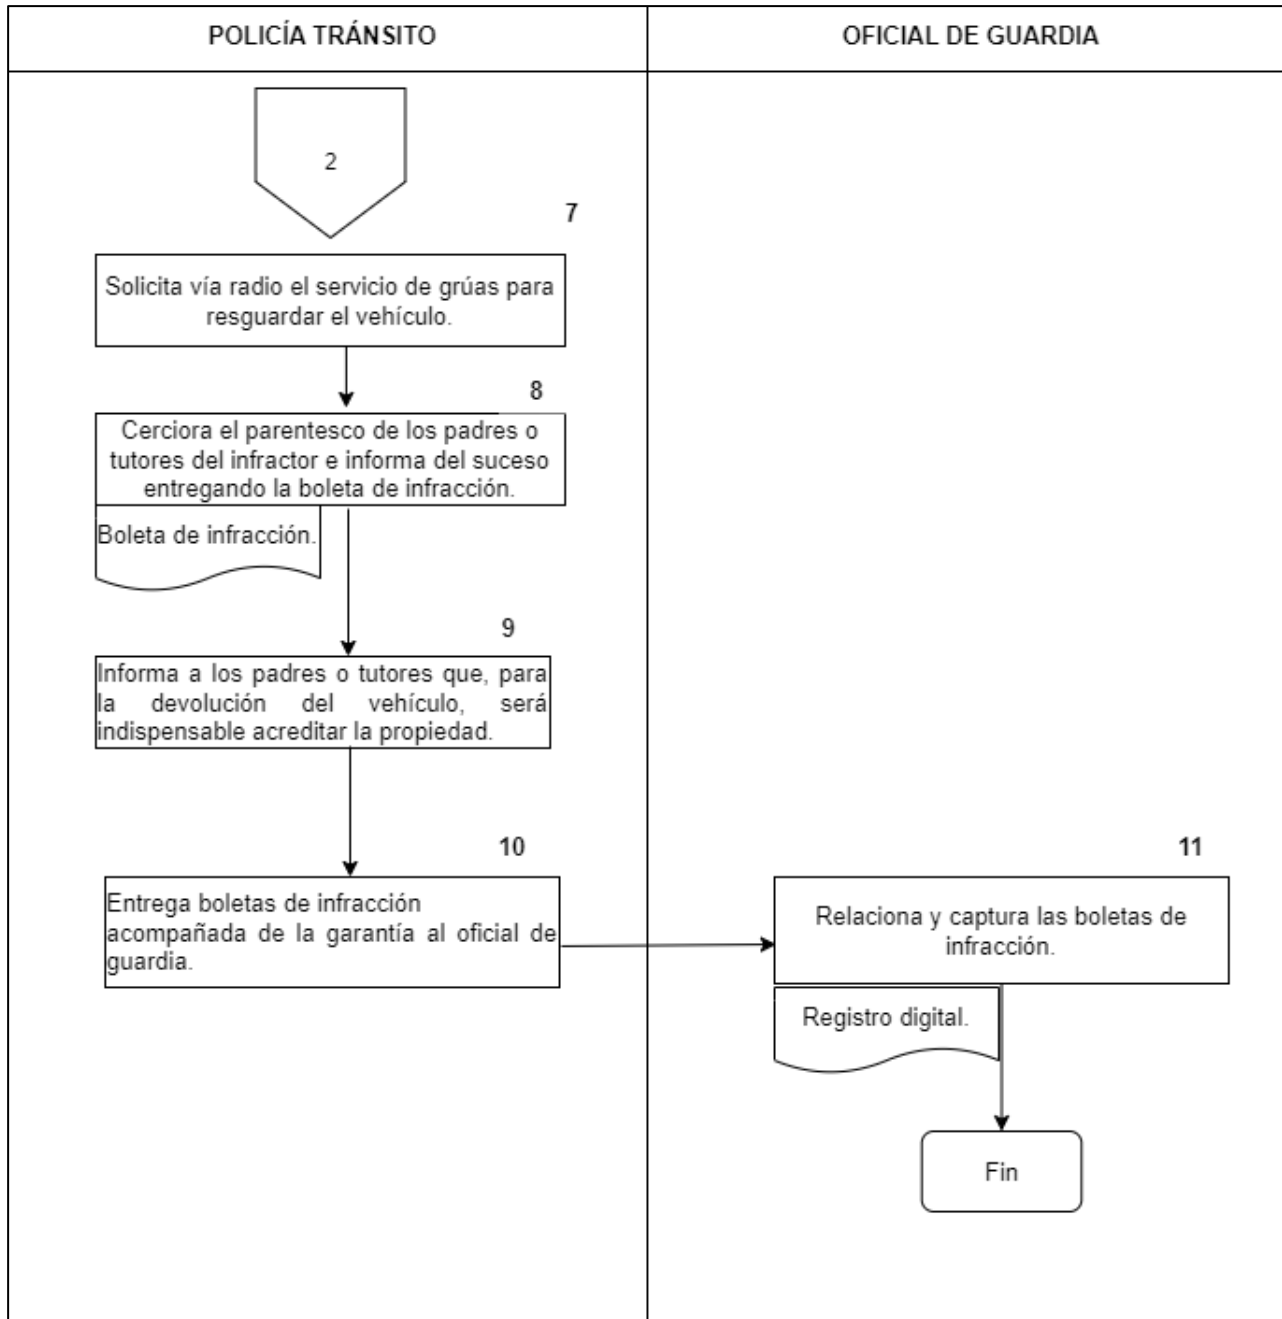 POLICÍA TRÁNSITO
OFICIAL DE GUARDIA
2
7
Solicita vía radio el servicio de grúas para
resguardar el vehículo.
8
Cerciora el parentesco de los padres o
tutores del infractor e informa del suceso
entregando la boleta de infracción.
Boleta de infracción.
9
Informa a los padres o tutores que, para
la devolución del vehículo, será
indispensable acreditar la propiedad.
10
Entrega boletas de infracción
acompañada de la garantía al oficial de
guardia.
11
Relaciona y captura las boletas de
infracción.
Registro digital.
Fin